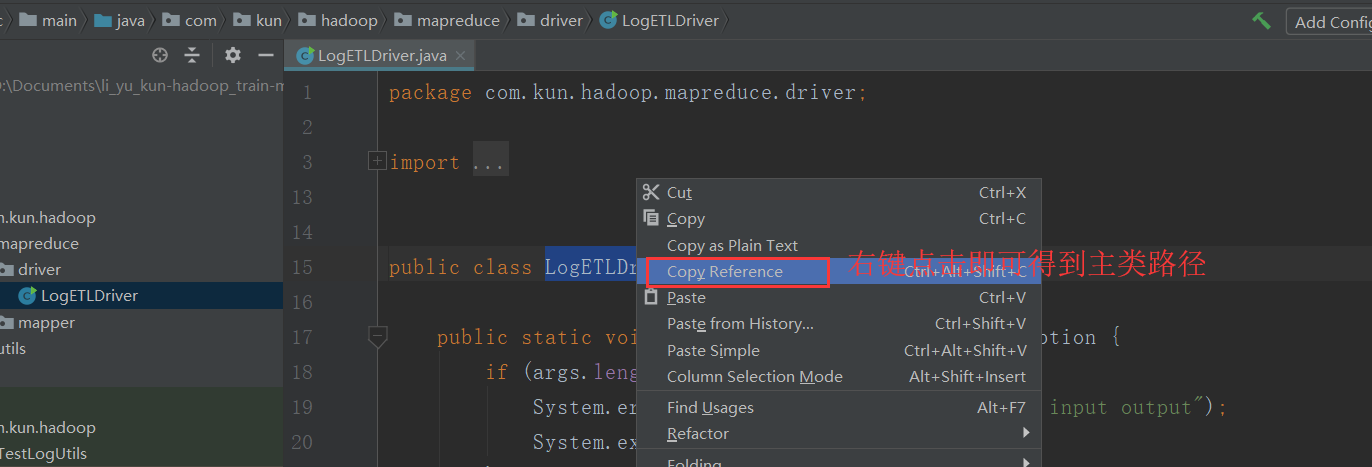 main java com kun hadoop mapreduce driver LogETLDriver Add Config
LogETLDriver.java
:\Documents\li_yu_kun-hadoop_train-m
n.kun.hadoop
mapreduce
driver
LogETLDriver
mapper
utils
n.kun.hadoop
TestLogUtils
1 package com.kun.hadoop.mapreduce.driver;
2
3 import ...
13
14
15 public class LogETLDr
16
17 public static voi ption {
18 if (args.leng
19 System.er input output");
20 System.ex
Cut Ctrl+X
Copy Ctrl+C
Copy as Plain Text
Copy Reference Ctrl+Alt+Shift+C
右键点击即可得到主类路径
Paste Ctrl+V
Paste from History... Ctrl+Shift+V
Paste Simple Ctrl+Alt+Shift+V
Column Selection Mode Alt+Shift+Insert
Find Usages Alt+F7
Refactor
Folding